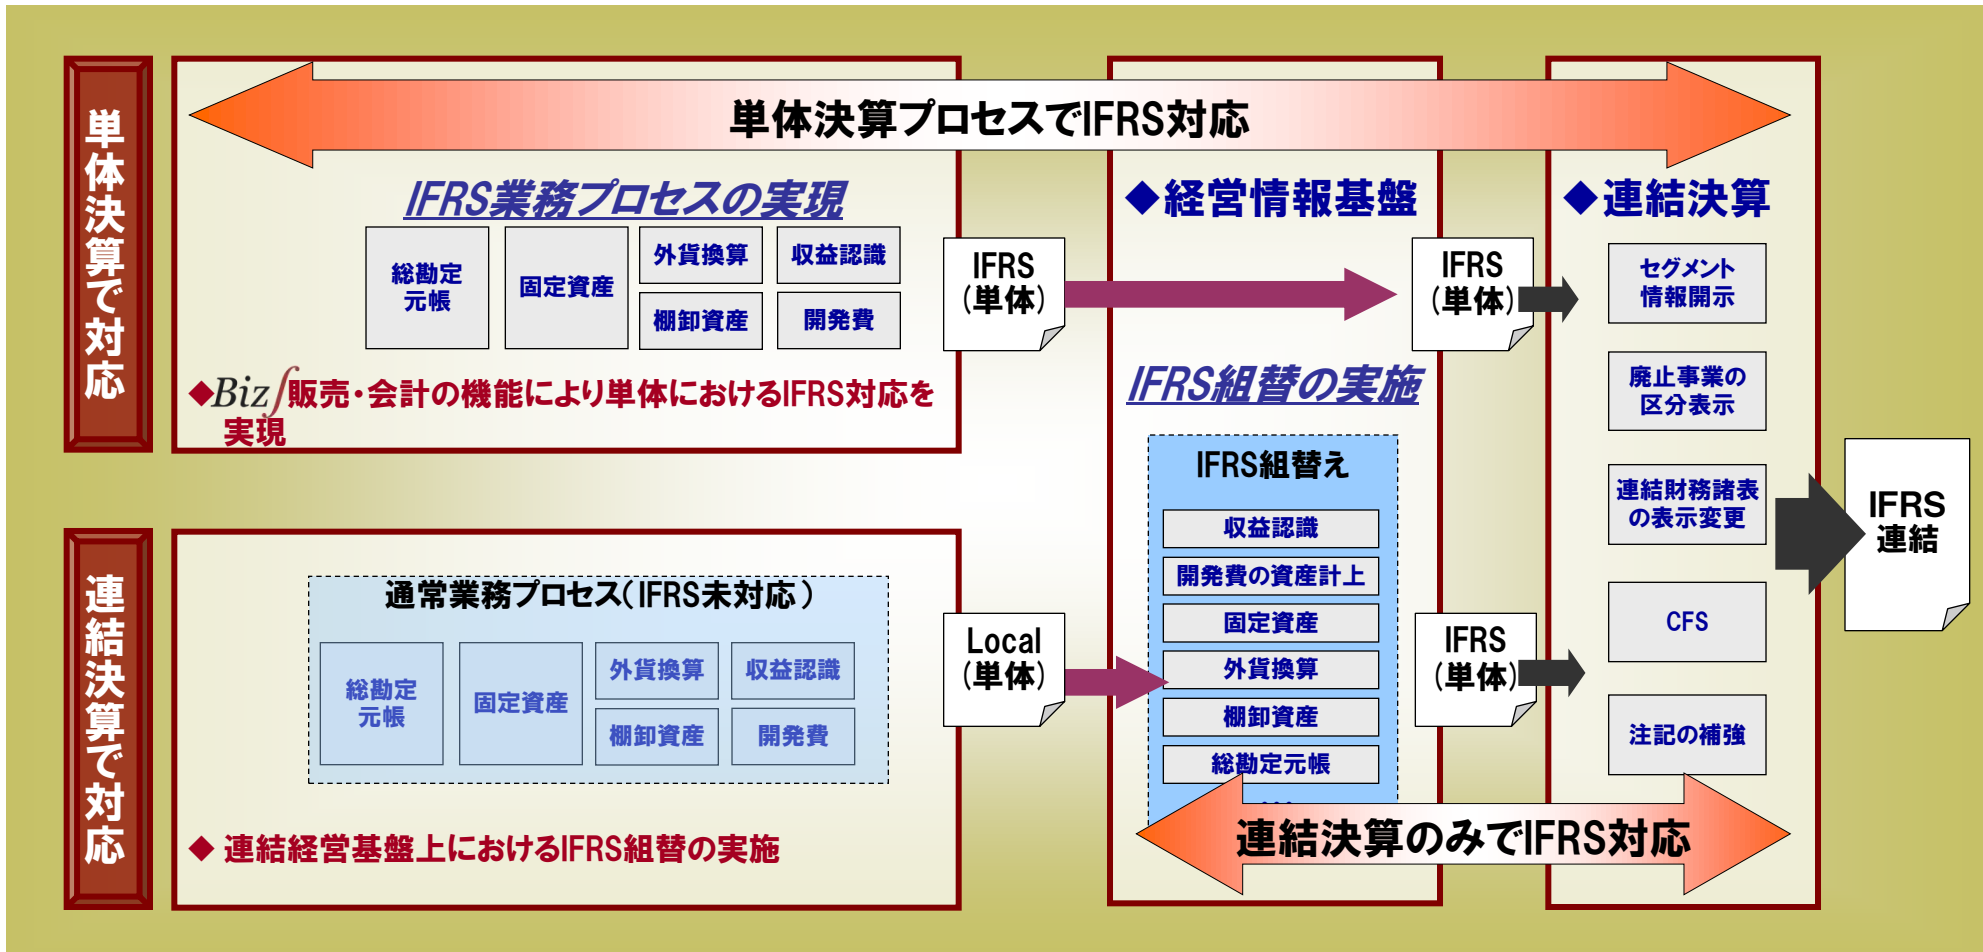 単体決算で対応
単体決算プロセスでIFRS対応
IFRS業務プロセスの実現
総勘定
元帳
固定資産
外貨換算
棚卸資産
収益認識
開発費
◆Biz∫販売・会計の機能により単体におけるIFRS対応を
実現
IFRS
(単体)
◆経営情報基盤
IFRS
(単体)
◆連結決算
セグメント
情報開示
廃止事業の
区分表示
連結財務諸表
の表示変更
CFS
注記の補強
IFRS
連結
IFRS組替の実施
IFRS組替え
収益認識
開発費の資産計上
固定資産
外貨換算
棚卸資産
総勘定元帳
連結決算で対応
通常業務プロセス(IFRS未対応)
総勘定
元帳
固定資産
外貨換算
棚卸資産
収益認識
開発費
◆ 連結経営基盤上におけるIFRS組替の実施
Local
(単体)
IFRS
(単体)
連結決算のみでIFRS対応